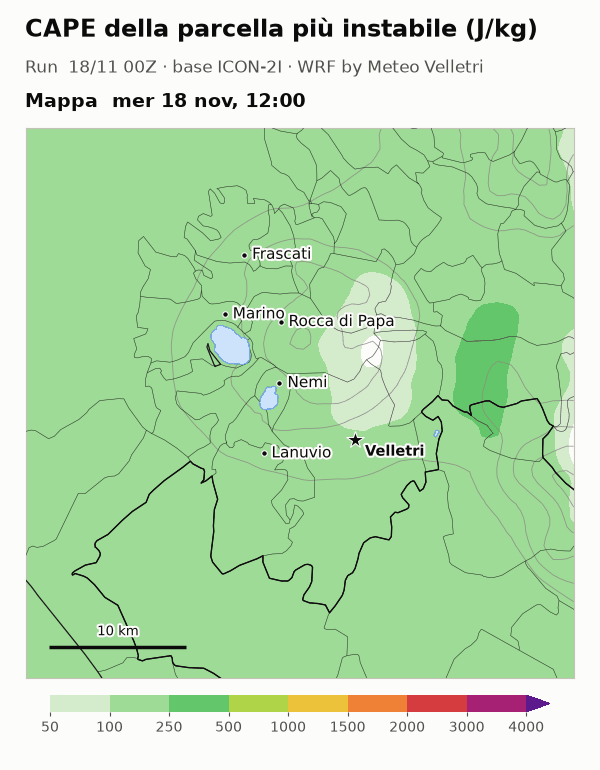 CAPE della parcella più instabile (J/kg)
Run  18/11 00Z · base ICON-2I · WRF by Meteo Velletri
Mappa  mer 18 nov, 12:00
Frascati
Marino
Rocca di Papa
Nemi
Velletri
Lanuvio
10 km
50 100 250 500 1000 1500 2000 3000 4000